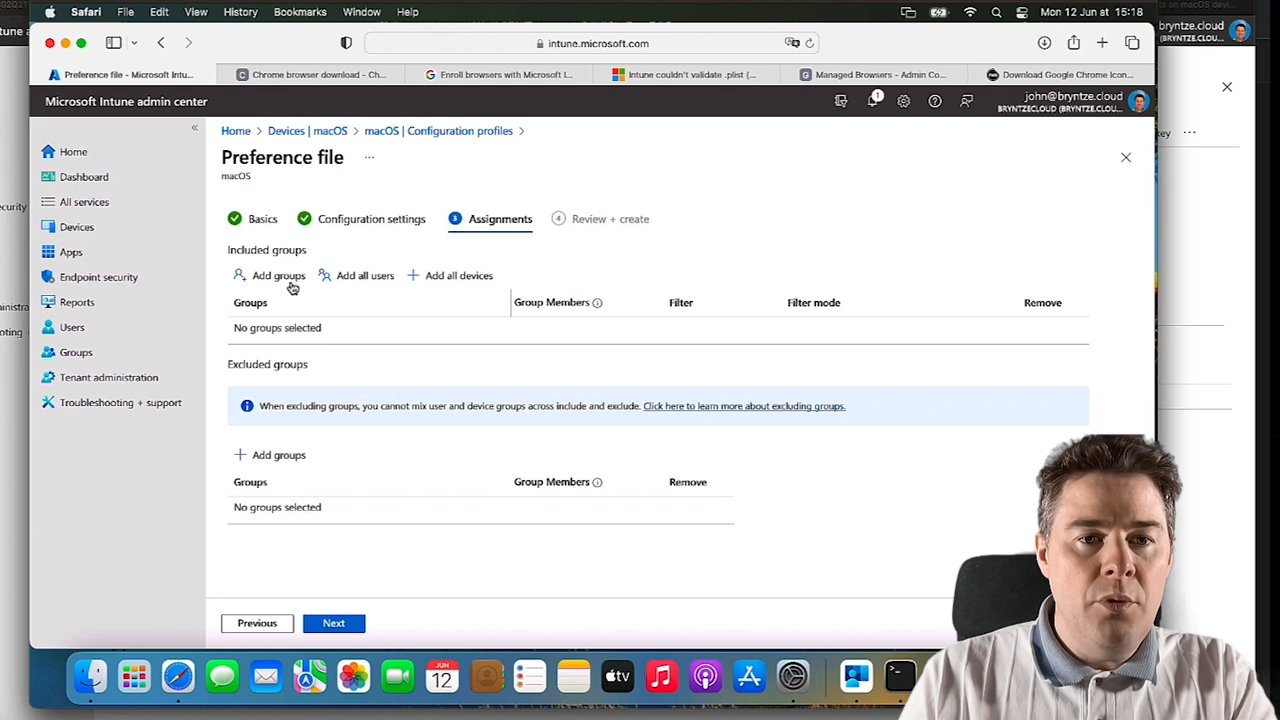 Safari File Edit View History Bookmarks Window Help
Mon 12 Jun at 15:18
intune.microsoft.com
Preference file - Microsoft Intu...
Chrome browser download - Ch...
Enroll browsers with Microsoft I...
Intune couldn't validate .plist (...
Managed Browsers - Admin Co...
Download Google Chrome Icon...
Microsoft Intune admin center
1
john@bryntze.cloud
BRYNTZECLOUD (BRYNTZE.CLOU...
Home > Devices | macOS > macOS | Configuration profiles >
Preference file ...
macOS
Home
Dashboard
All services
Devices
Apps
Endpoint security
Reports
Users
Groups
Tenant administration
Troubleshooting + support
Basics
Configuration settings
3 Assignments
4 Review + create
Included groups
Add groups
Add all users
+ Add all devices
Groups
Group Members
Filter
Filter mode
Remove
No groups selected
Excluded groups
When excluding groups, you cannot mix user and device groups across include and exclude. Click here to learn more about excluding groups.
+ Add groups
Groups
Group Members
Remove
No groups selected
Previous
Next
JUN
12
tv